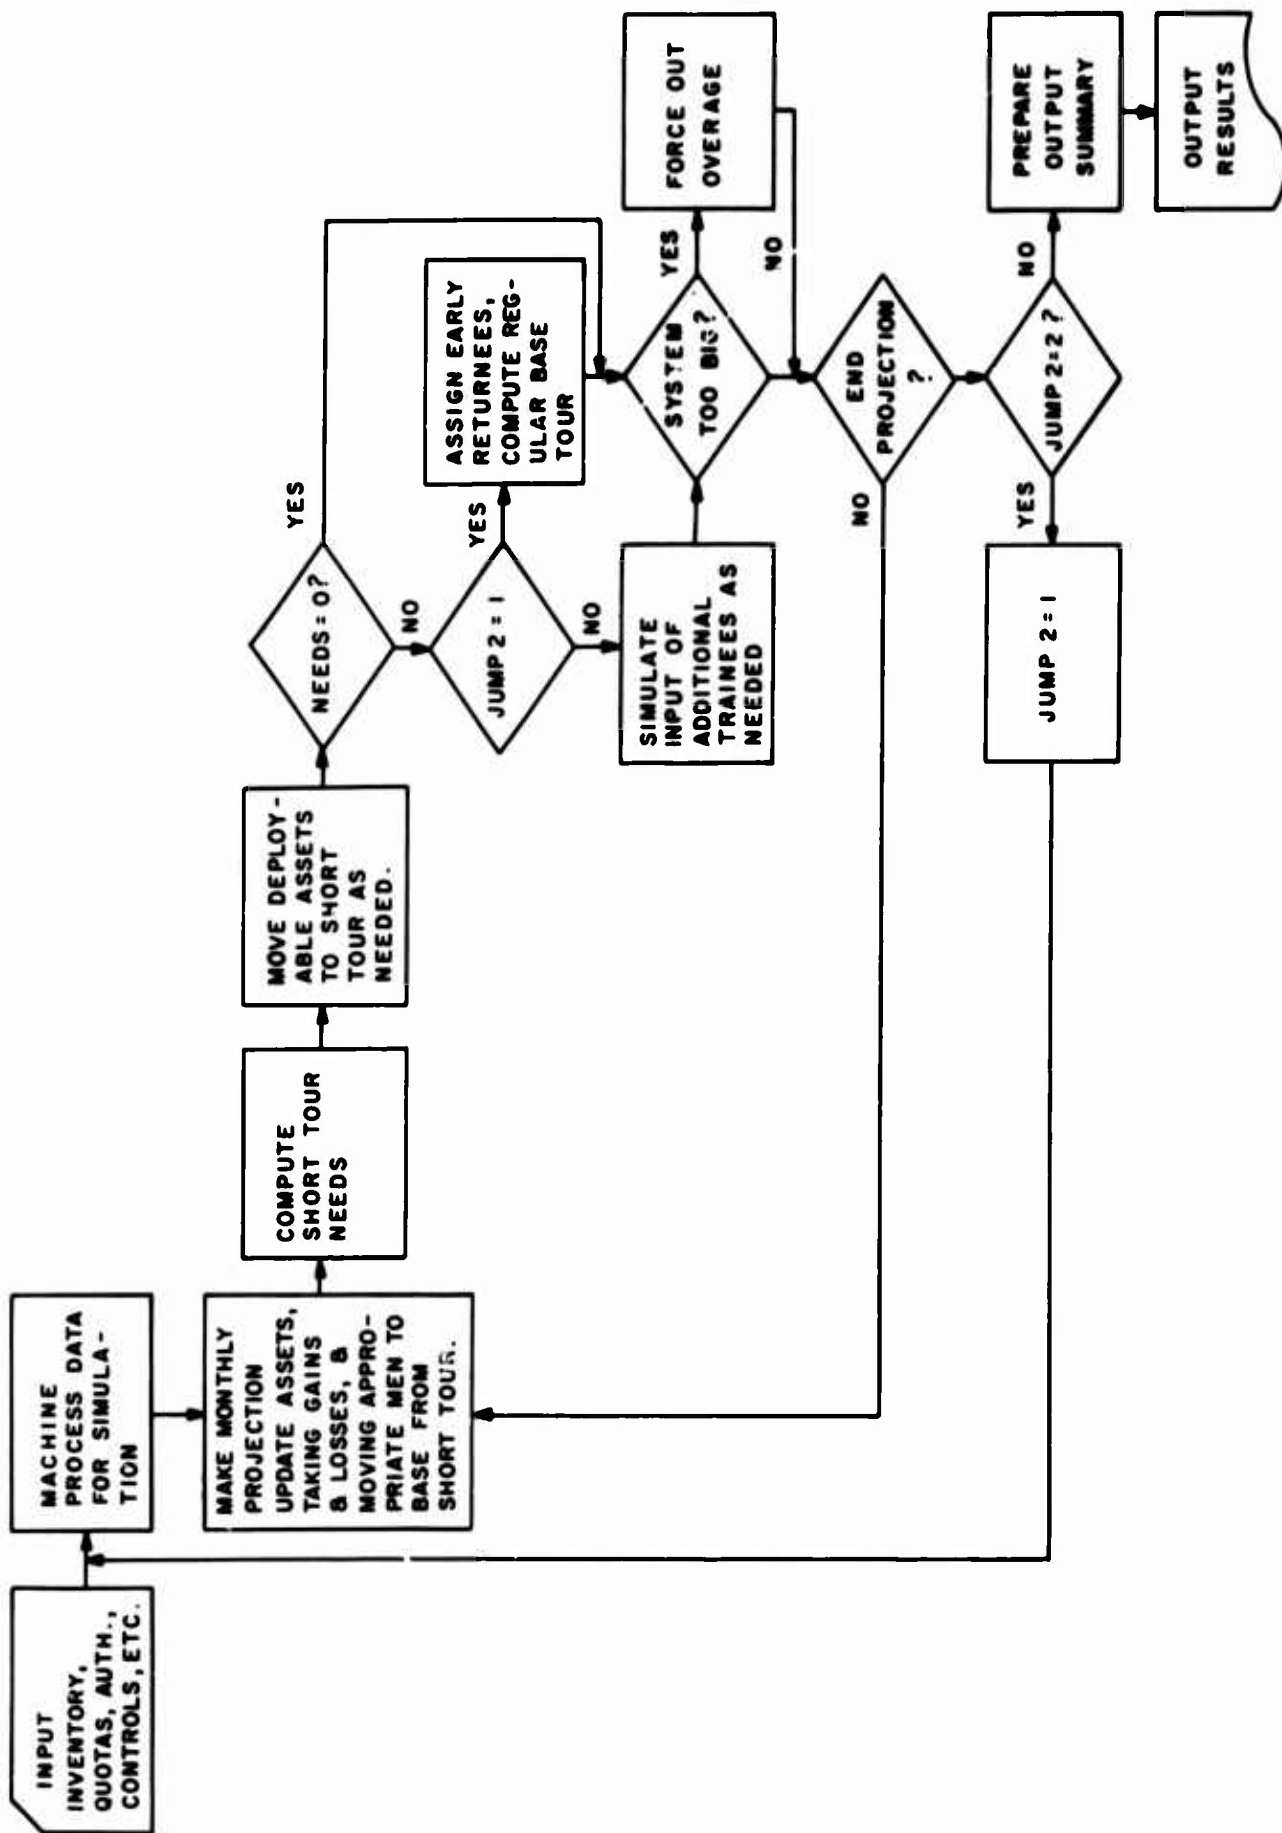 INPUT
INVENTORY,
QUOTAS, AUTH.,
CONTROLS, ETC.
MACHINE
PROCESS DATA
FOR SIMULA-
TION
MAKE MONTHLY
PROJECTION
UPDATE ASSETS,
TAKING GAINS
& LOSSES, &
MOVING APPRO-
PRIATE MEN TO
BASE FROM
SHORT TOUR.
COMPUTE
SHORT TOUR
NEEDS
MOVE DEPLOY-
ABLE ASSETS
TO SHORT
TOUR AS
NEEDED.
NEEDS = 0?
YES
NO
JUMP 2 = 1
YES
NO
ASSIGN EARLY
RETURNEES,
COMPUTE REG-
ULAR BASE
TOUR
SIMULATE
INPUT OF
ADDITIONAL
TRAINEES AS
NEEDED
SYSTEM
TOO BIG?
YES
NO
FORCE OUT
OVERAGE
END
PROJECTION
?
NO
JUMP 2=2?
YES
NO
JUMP 2=1
PREPARE
OUTPUT
SUMMARY
OUTPUT
RESULTS